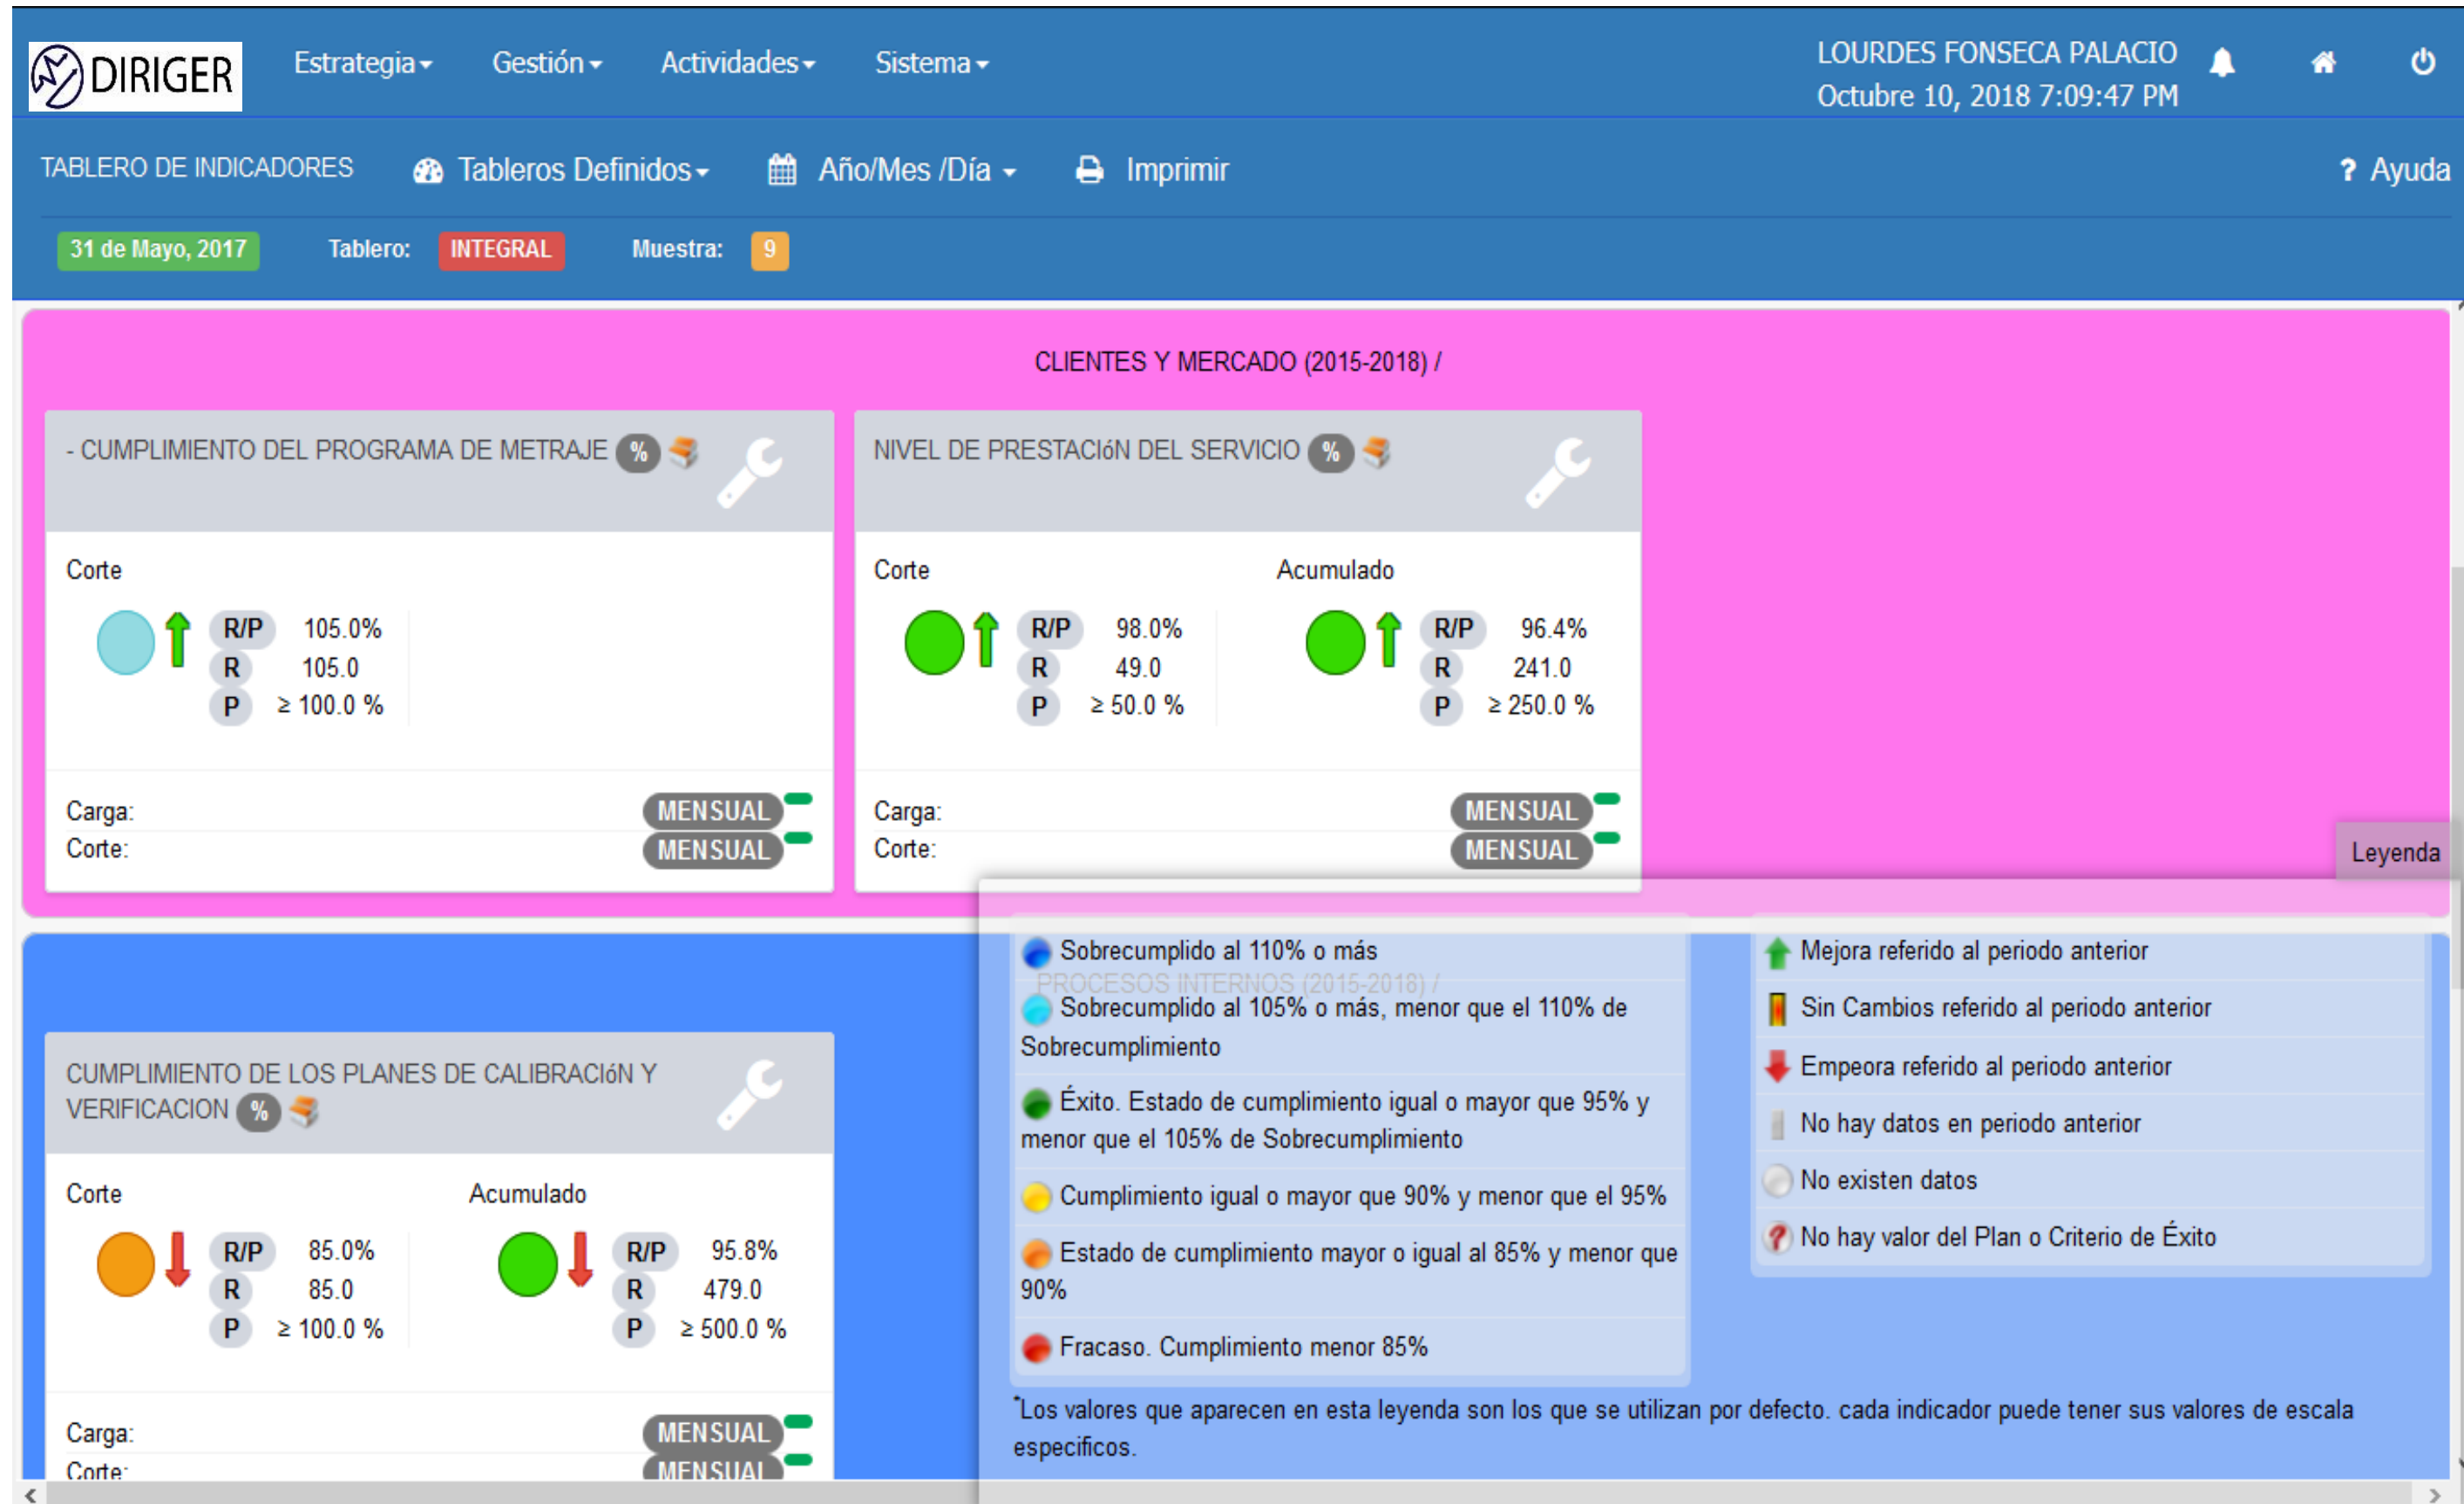 DIRIGER
Estrategia Gestión Actividades Sistema
LOURDES FONSECA PALACIO
Octubre 10, 2018 7:09:47 PM
TABLERO DE INDICADORES Tableros Definidos Año/Mes /Día Imprimir ? Ayuda
31 de Mayo, 2017 Tablero: INTEGRAL Muestra: 9
CLIENTES Y MERCADO (2015-2018) /
- CUMPLIMIENTO DEL PROGRAMA DE METRAJE %
Corte
R/P 105.0%
R 105.0
P ≥ 100.0 %
Carga: MENSUAL
Corte: MENSUAL
NIVEL DE PRESTACIóN DEL SERVICIO %
Corte
R/P 98.0%
R 49.0
P ≥ 50.0 %
Acumulado
R/P 96.4%
R 241.0
P ≥ 250.0 %
Carga: MENSUAL
Corte: MENSUAL
Leyenda
PROCESOS INTERNOS (2015-2018) /
CUMPLIMIENTO DE LOS PLANES DE CALIBRACIóN Y
VERIFICACION %
Corte
R/P 85.0%
R 85.0
P ≥ 100.0 %
Acumulado
R/P 95.8%
R 479.0
P ≥ 500.0 %
Carga: MENSUAL
Corte: MENSUAL
Sobrecumplido al 110% o más
Sobrecumplido al 105% o más, menor que el 110% de
Sobrecumplimiento
Éxito. Estado de cumplimiento igual o mayor que 95% y
menor que el 105% de Sobrecumplimiento
Cumplimiento igual o mayor que 90% y menor que el 95%
Estado de cumplimiento mayor o igual al 85% y menor que
90%
Fracaso. Cumplimiento menor 85%
Mejora referido al periodo anterior
Sin Cambios referido al periodo anterior
Empeora referido al periodo anterior
No hay datos en periodo anterior
No existen datos
? No hay valor del Plan o Criterio de Éxito
*Los valores que aparecen en esta leyenda son los que se utilizan por defecto. cada indicador puede tener sus valores de escala
especificos.